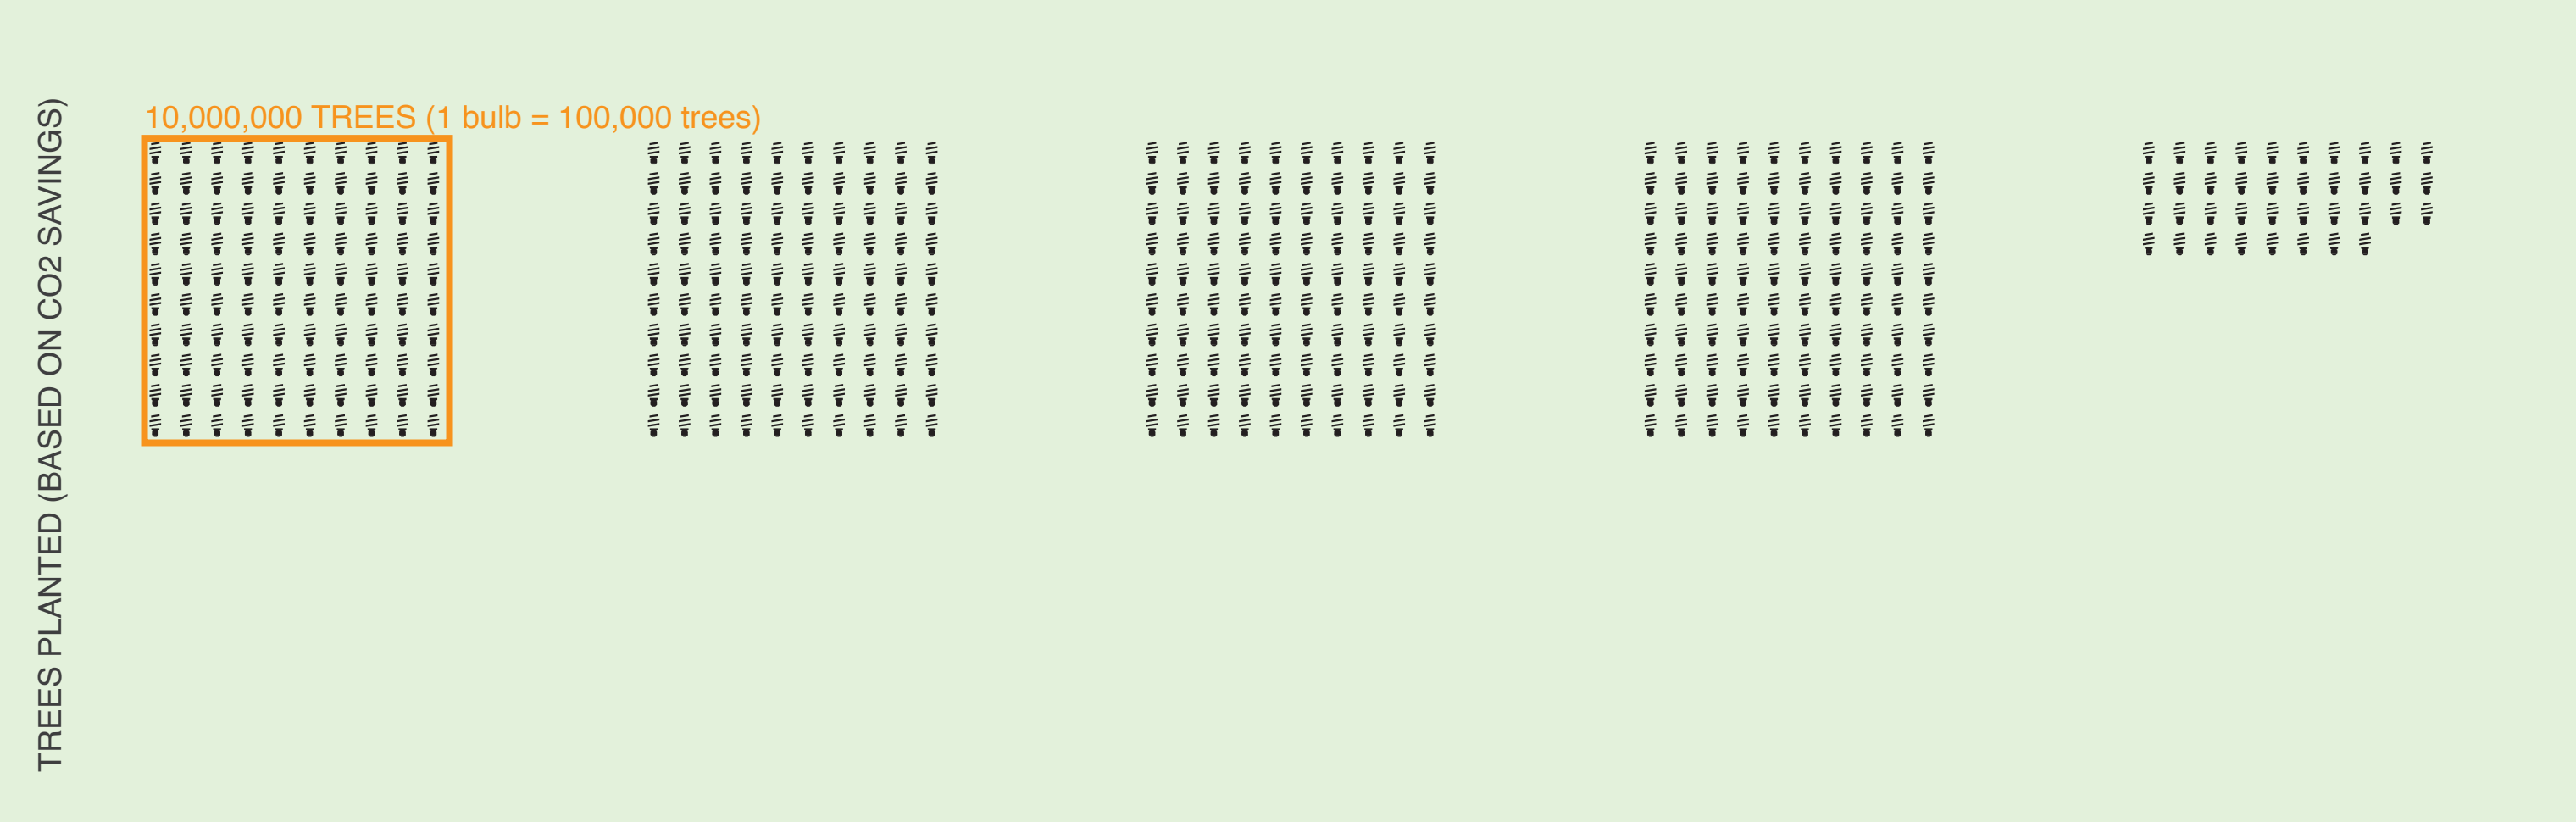 TREES PLANTED (BASED ON CO2 SAVINGS)
10,000,000 TREES (1 bulb = 100,000 trees)